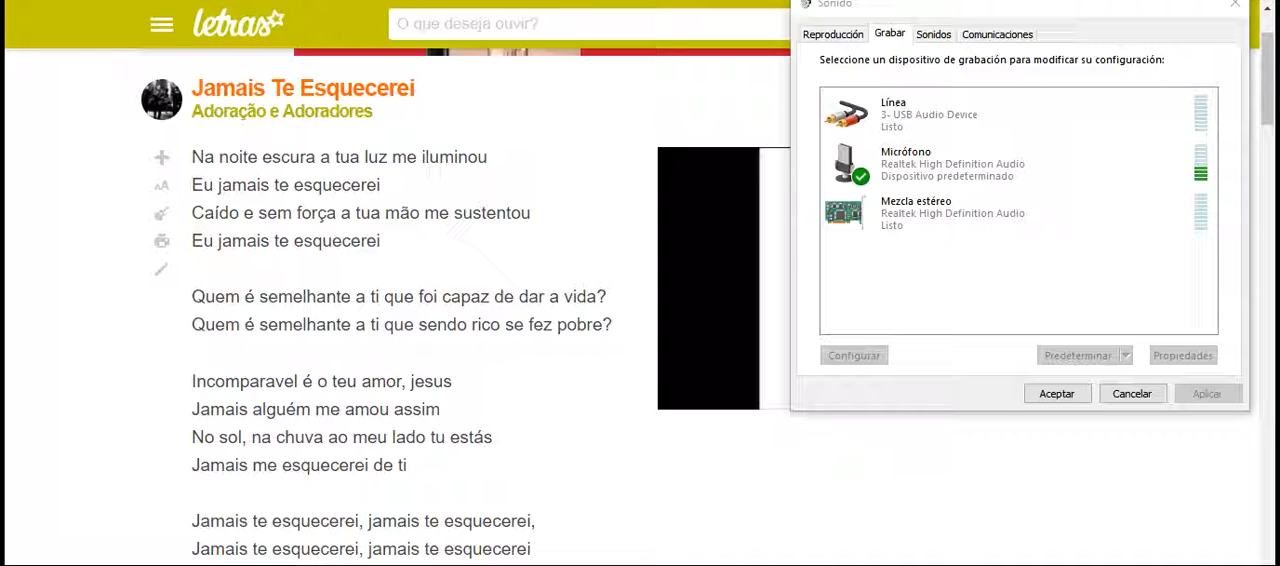 letras
O que deseja ouvir?
Jamais Te Esquecerei
Adoração e Adoradores
Na noite escura a tua luz me iluminou
AA
Eu jamais te esquecerei
Caído e sem força a tua mão me sustentou
Eu jamais te esquecerei
Quem é semelhante a ti que foi capaz de dar a vida?
Quem é semelhante a ti que sendo rico se fez pobre?
Incomparavel é o teu amor, jesus
Jamais alguém me amou assim
No sol, na chuva ao meu lado tu estás
Jamais me esquecerei de ti
Jamais te esquecerei, jamais te esquecerei,
Jamais te esquecerei, jamais te esquecerei
Sonido
Reproducción Grabar Sonidos Comunicaciones
Seleccione un dispositivo de grabación para modificar su configuración:
Línea
3- USB Audio Device
Listo
Micrófono
Realtek High Definition Audio
Dispositivo predeterminado
Mezcla estéreo
Realtek High Definition Audio
Listo
Configurar Predeterminar Propiedades
Aceptar Cancelar Aplicar